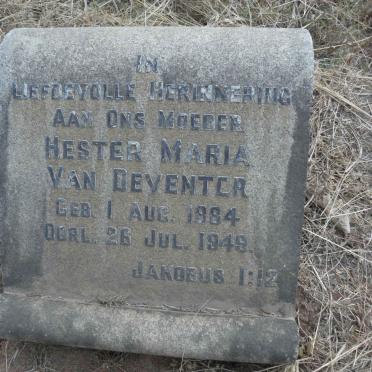 IN
LIEFDEVOLLE HERINNERING
AAN ONS MOEDER
HESTER MARIA
VAN DEVENTER
GEB. 1 AUG. 1884
OORL. 26 JUL. 1949.
JAKOBUS 1:12